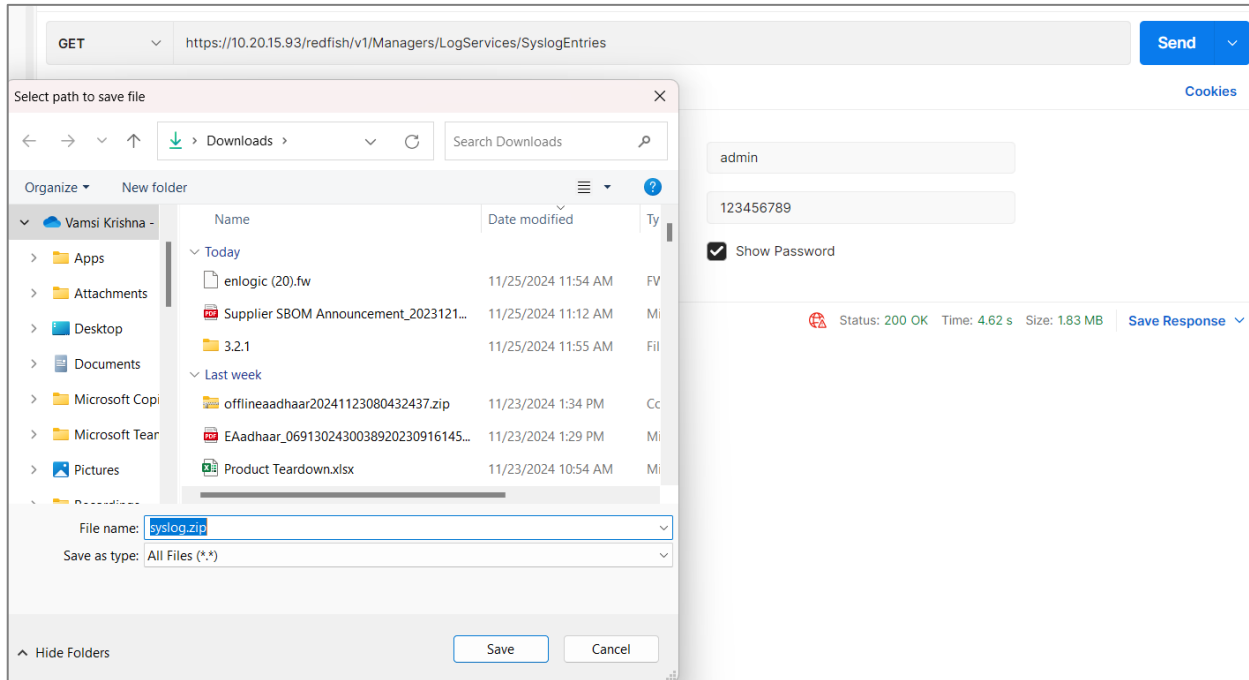 GET https://10.20.15.93/redfish/v1/Managers/LogServices/SyslogEntries Send
Cookies
Select path to save file
Downloads Search Downloads
Organize New folder
Name Date modified Ty
Vamsi Krishna -
Apps
Attachments
Desktop
Documents
Microsoft Copi
Microsoft Tear
Pictures
Today
enlogic (20).fw 11/25/2024 11:54 AM FV
Supplier SBOM Announcement_2023121... 11/25/2024 11:12 AM Mi
3.2.1 11/25/2024 11:55 AM Fil
Last week
offlineaadhaar20241123080432437.zip 11/23/2024 1:34 PM Cc
EAadhaar_0691302430038920230916145... 11/23/2024 1:29 PM Mi
Product Teardown.xlsx 11/23/2024 10:54 AM Mi
File name: syslog.zip
Save as type: All Files (*.*)
Hide Folders Save Cancel
admin
123456789
Show Password
Status: 200 OK Time: 4.62 s Size: 1.83 MB Save Response